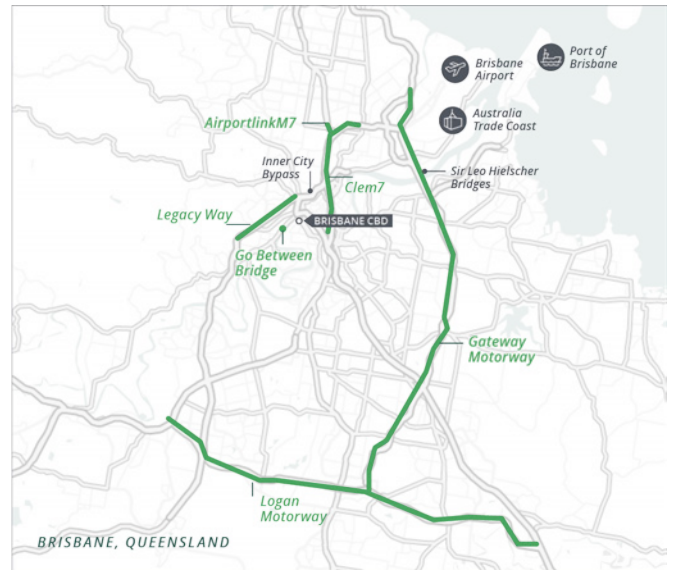 Brisbane
Airport
Port of
Brisbane
AirportlinkM7
Australia
Trade Coast
Inner City
Bypass
Sir Leo Hielscher
Bridges
Clem7
Legacy Way
BRISBANE CBD
Go Between
Bridge
Gateway
Motorway
Logan
Motorway
BRISBANE, QUEENSLAND